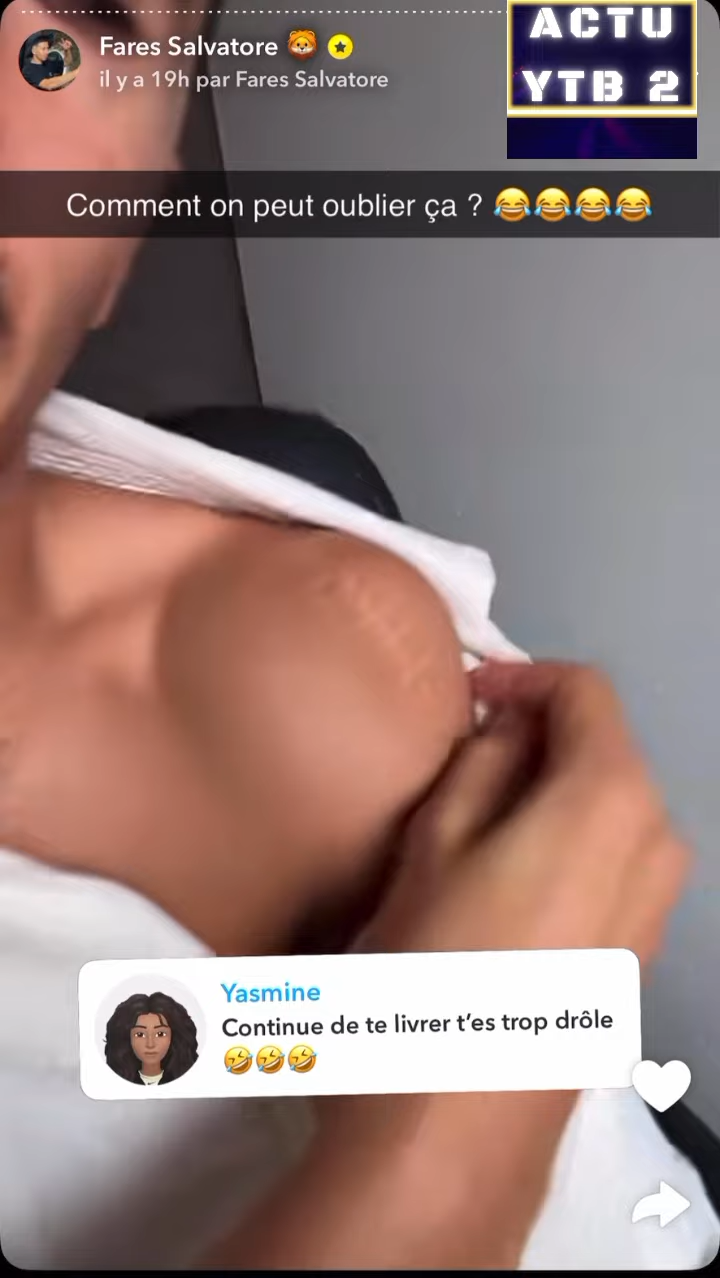 ACTU
YTB 2
Fares Salvatore 🦁
il y a 19h par Fares Salvatore
Comment on peut oublier ça ? 😂😂😂😂
Yasmine
Continue de te livrer t'es trop drôle
🤣🤣🤣